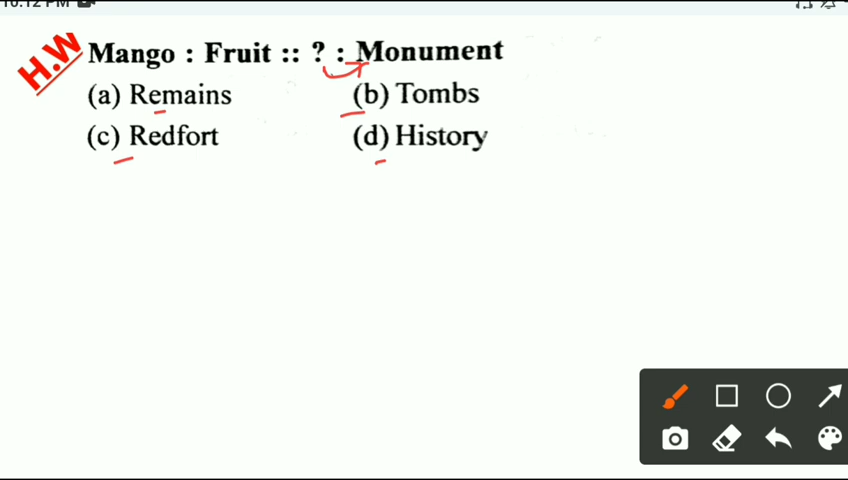 H.W Mango : Fruit :: ? : Monument
(a) Remains (b) Tombs
(c) Redfort (d) History